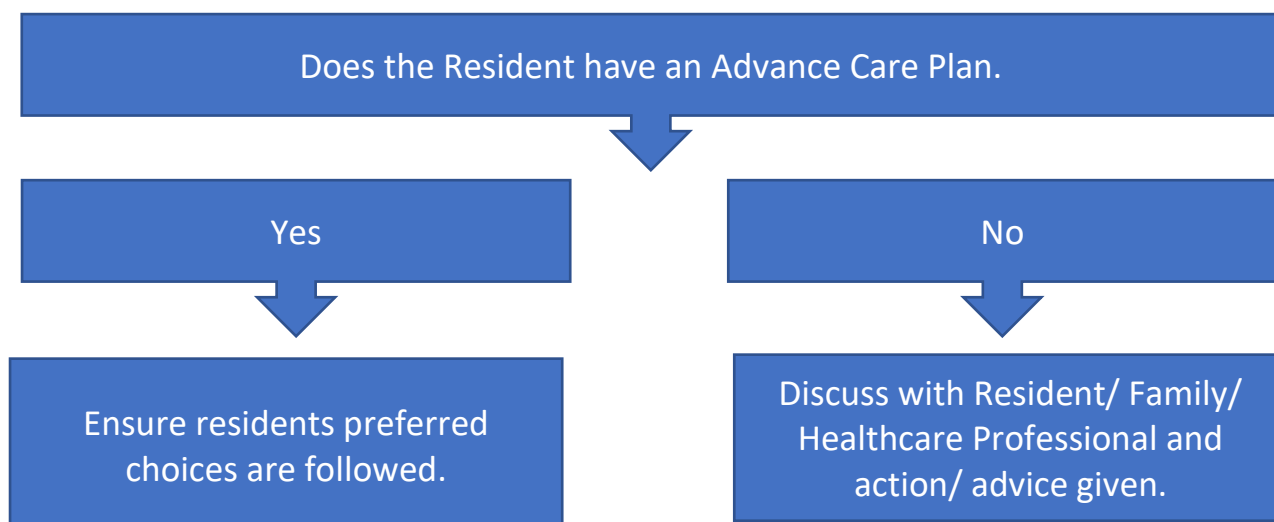 Does the Resident have an Advance Care Plan.
Yes
No
Ensure residents preferred
choices are followed.
Discuss with Resident/ Family/
Healthcare Professional and
action/ advice given.